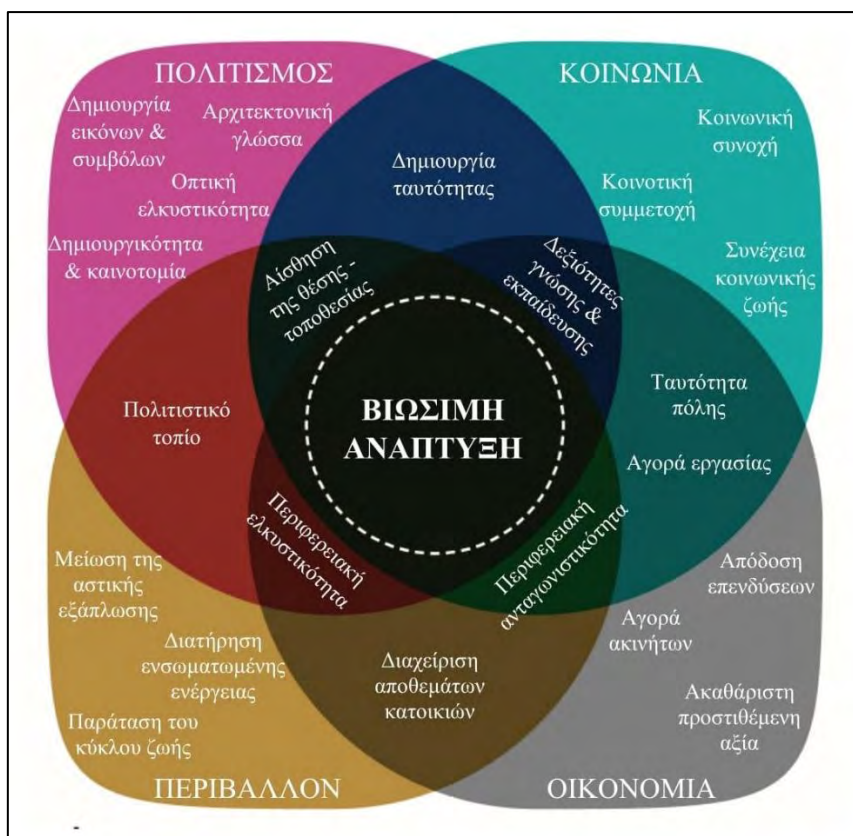 ΠΟΛΙΤΙΣΜΟΣ
Δημιουργία
εικόνων &
συμβόλων
Αρχιτεκτονική
γλώσσα
Οπτική
ελκυστικότητα
Δημιουργικότητα
& καινοτομία
Δημιουργία
ταυτότητας
ΚΟΙΝΩΝΙΑ
Κοινωνική
συνοχή
Κοινοτική
συμμετοχή
Συνέχεια
κοινωνικής
ζωής
Αίσθηση
της θέσης -
τοποθεσίας
Δεξιότητες
γνώσης &
εκπαίδευσης
Πολιτιστικό
τοπίο
ΒΙΩΣΙΜΗ
ΑΝΑΠΤΥΞΗ
Ταυτότητα
πόλης
Αγορά εργασίας
Περιφερειακή
ελκυστικότητα
Περιφερειακή
ανταγωνιστικότητα
Μείωση της
αστικής
εξάπλωσης
Διατήρηση
ενσωματωμένης
ενέργειας
Παράταση του
κύκλου ζωής
ΠΕΡΙΒΑΛΛΟΝ
Διαχείριση
αποθεμάτων
κατοικιών
Απόδοση
επενδύσεων
Αγορά
ακινήτων
Ακαθάριστη
προστιθέμενη
αξία
ΟΙΚΟΝΟΜΙΑ